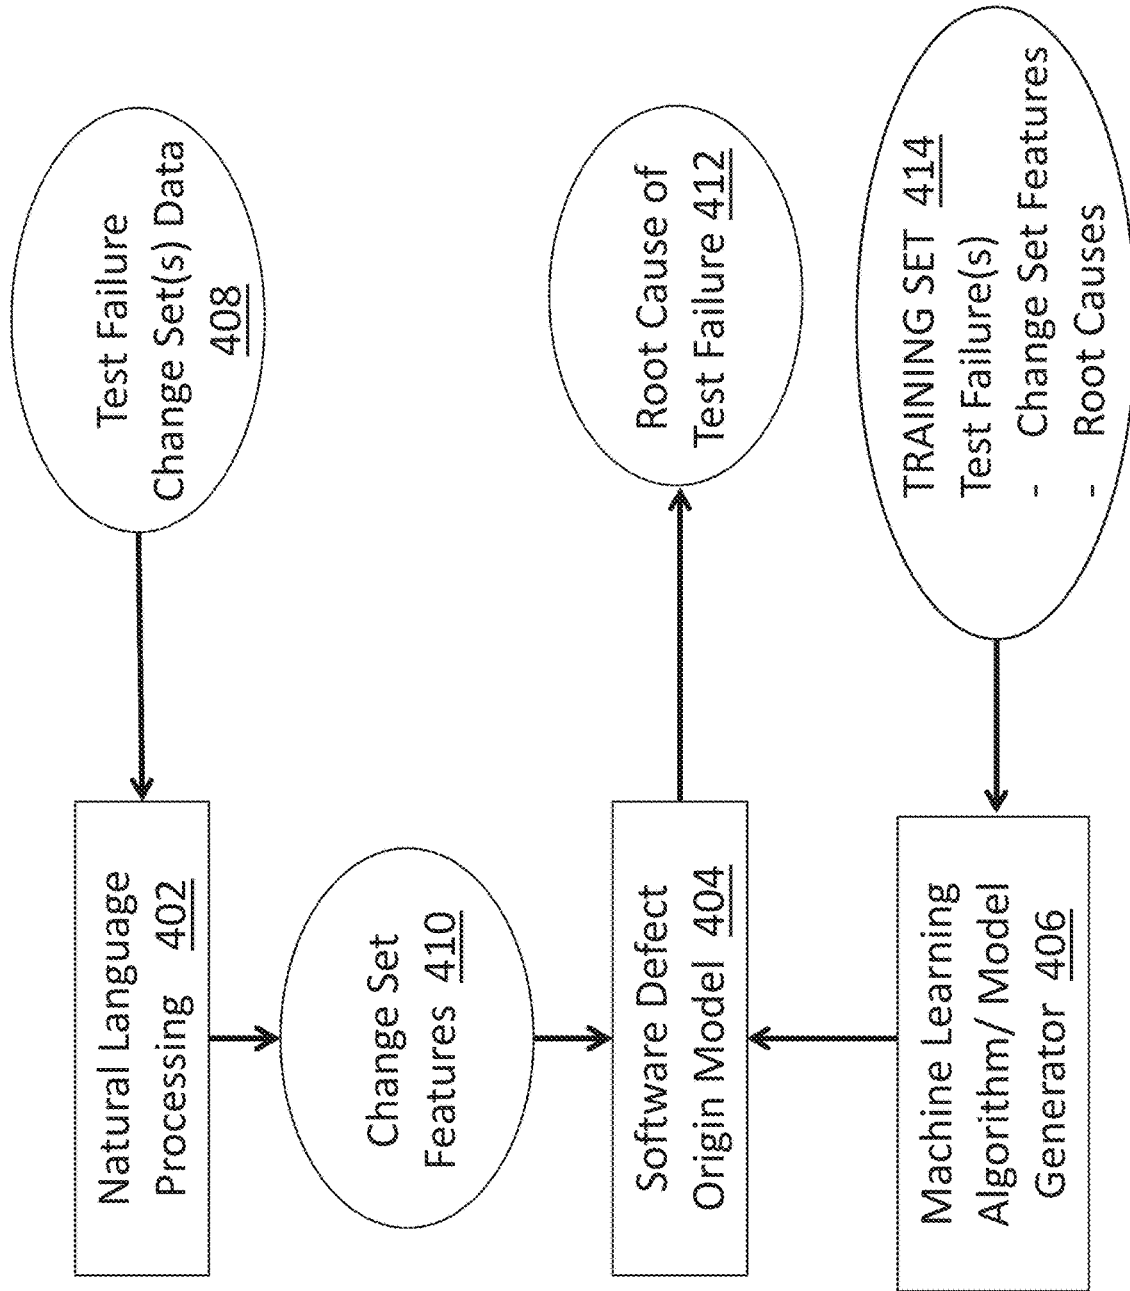 Natural Language
Processing 402
Test Failure
Change Set(s) Data
408
Change Set
Features 410
Software Defect
Origin Model 404
Root Cause of
Test Failure 412
Machine Learning
Algorithm/ Model
Generator 406
TRAINING SET 414
Test Failure(s)
- Change Set Features
- Root Causes